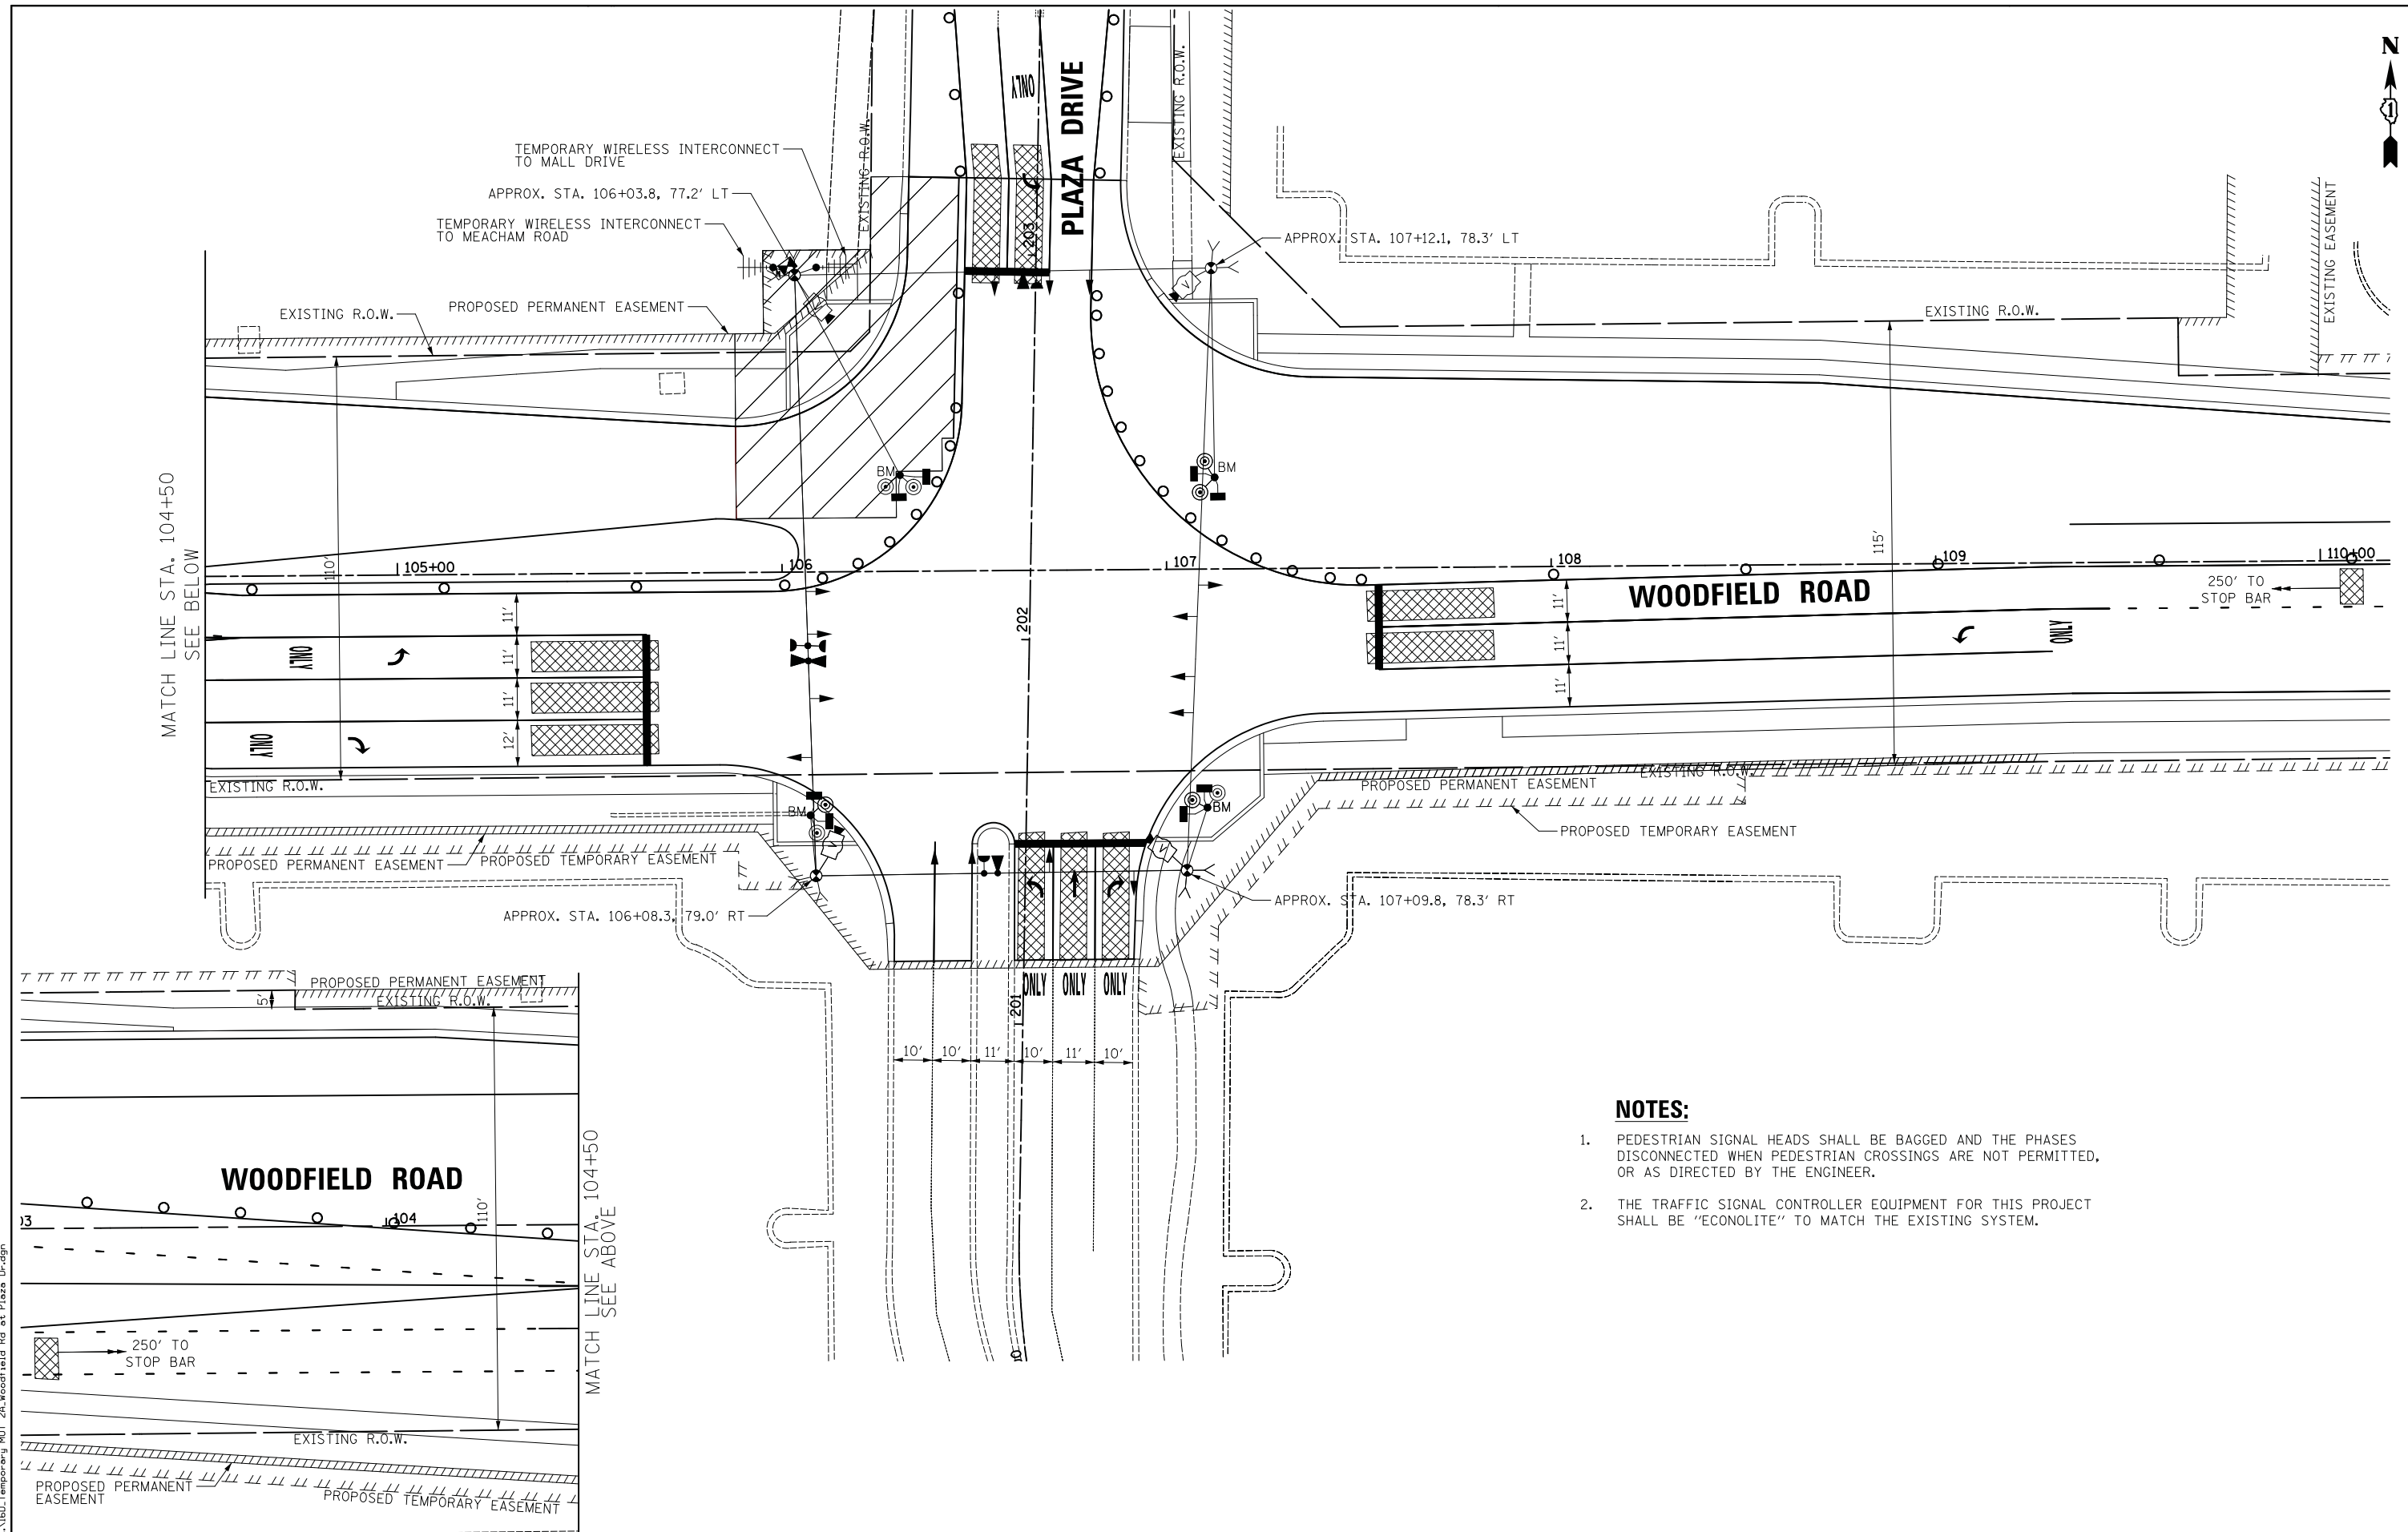 N
1
ONLY
PLAZA DRIVE
EXISTING R.O.W.
EXISTING R.O.W.
TEMPORARY WIRELESS INTERCONNECT
TO MALL DRIVE
APPROX. STA. 106+03.8, 77.2' LT
TEMPORARY WIRELESS INTERCONNECT
TO MEACHAM ROAD
PROPOSED PERMANENT EASEMENT
EXISTING R.O.W.
203
V
V
APPROX. STA. 107+12.1, 78.3' LT
EXISTING R.O.W.
EXISTING EASEMENT
MATCH LINE STA. 104+50
SEE BELOW
110'
BM
BM
115'
105+00
106
107
108
109
110+00
202
WOODFIELD ROAD
250' TO
STOP BAR
11'
11'
11'
12'
11'
11'
11'
ONLY
ONLY
ONLY
EXISTING R.O.W.
EXISTING R.O.W.
PROPOSED PERMANENT EASEMENT
PROPOSED TEMPORARY EASEMENT
BM
BM
V
V
PROPOSED PERMANENT EASEMENT
PROPOSED TEMPORARY EASEMENT
APPROX. STA. 106+08.3, 79.0' RT
APPROX. STA. 107+09.8, 78.3' RT
ONLY
ONLY
ONLY
201
10'
10'
11'
10'
11'
10'
PROPOSED PERMANENT EASEMENT
5'
EXISTING R.O.W.
WOODFIELD ROAD
03
104
110'
MATCH LINE STA. 104+50
SEE ABOVE
250' TO
STOP BAR
EXISTING R.O.W.
PROPOSED PERMANENT
EASEMENT
PROPOSED TEMPORARY EASEMENT
NOTES:
1. PEDESTRIAN SIGNAL HEADS SHALL BE BAGGED AND THE PHASES
DISCONNECTED WHEN PEDESTRIAN CROSSINGS ARE NOT PERMITTED,
OR AS DIRECTED BY THE ENGINEER.
2. THE TRAFFIC SIGNAL CONTROLLER EQUIPMENT FOR THIS PROJECT
SHALL BE "ECONOLITE" TO MATCH THE EXISTING SYSTEM.